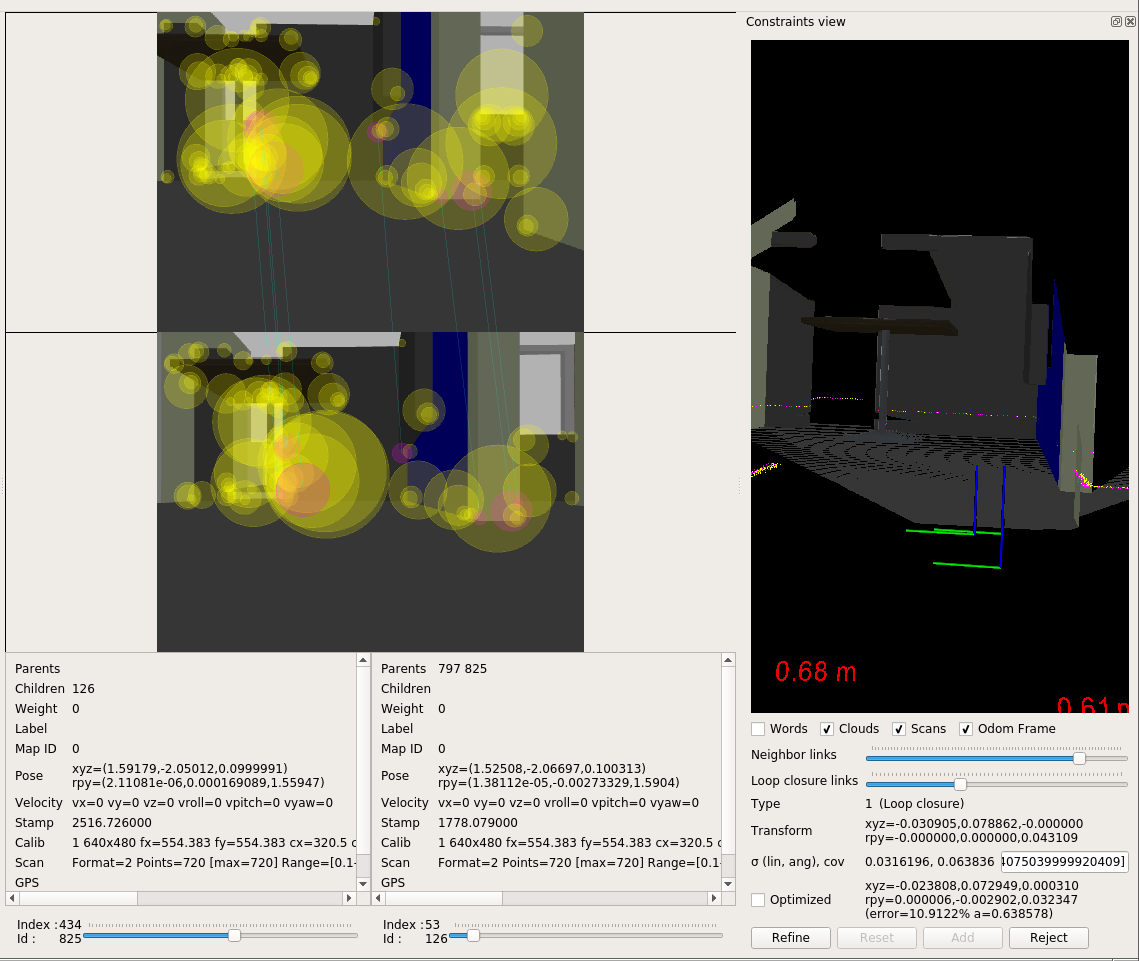 Constraints view
0.68 m
0.61 m
Words Clouds Scans Odom Frame
Neighbor links
Loop closure links
Type 1 (Loop closure)
Transform xyz=-0.030905,0.078862,-0.000000
rpy=-0.000000,0.000000,0.043109
σ (lin, ang), cov 0.0316196, 0.063836 4075039999920409]
Optimized xyz=-0.023808,0.072949,0.000310
rpy=0.000006,-0.002902,0.032347
(error=10.9122% a=0.638578)
Refine Reset Add Reject
Parents
Children 126
Weight 0
Label
Map ID 0
Pose xyz=(1.59179,-2.05012,0.0999991)
rpy=(2.11081e-06,0.000169089,1.55947)
Velocity vx=0 vy=0 vz=0 vroll=0 vpitch=0 vyaw=0
Stamp 2516.726000
Calib 1 640x480 fx=554.383 fy=554.383 cx=320.5 c
Scan Format=2 Points=720 [max=720] Range=[0.1-
GPS
Index : 434
Id : 825
Parents 797 825
Children
Weight 0
Label
Map ID 0
Pose xyz=(1.52508,-2.06697,0.100313)
rpy=(1.38112e-05,-0.00273329,1.5904)
Velocity vx=0 vy=0 vz=0 vroll=0 vpitch=0 vyaw=0
Stamp 1778.079000
Calib 1 640x480 fx=554.383 fy=554.383 cx=320.5 c
Scan Format=2 Points=720 [max=720] Range=[0.1-
GPS
Index : 53
Id : 126